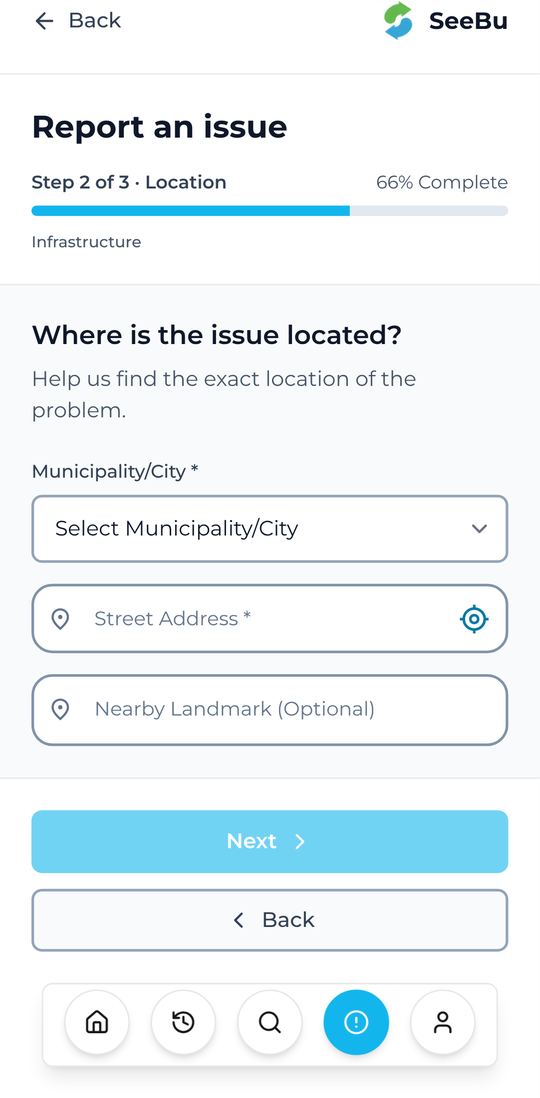 Back
SeeBu
Report an issue
Step 2 of 3 · Location
66% Complete
Infrastructure
Where is the issue located?
Help us find the exact location of the
problem.
Municipality/City *
Select Municipality/City
Street Address *
Nearby Landmark (Optional)
Next
Back